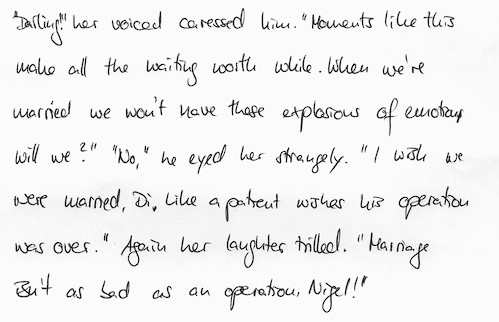 "Darling!" her voiced caressed him. "Moments like this
make all the waiting worth while. When we're
married we won't have these explosions of emotion,
will we?" "No," he eyed her strangely. "I wish we
were married, Di, like a patient wishes his operation
was over." Again her laughter trilled. "Marriage
isn't as bad as an operation, Nigel!"